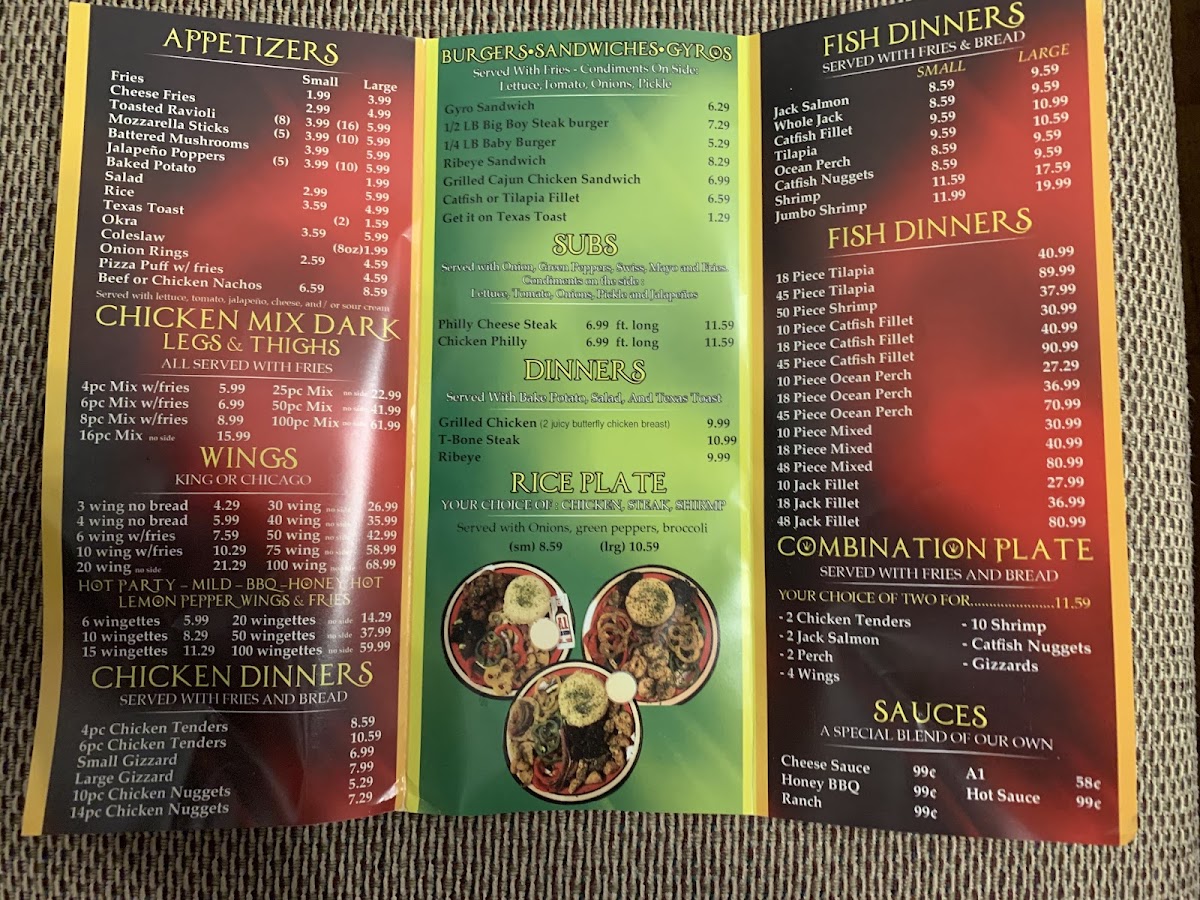 APPETIZERS
Small Large
Fries 1.99 3.99
Cheese Fries 2.99 4.99
Toasted Ravioli (8) 3.99 (16) 5.99
Mozzarella Sticks (5) 3.99 (10) 5.99
Battered Mushrooms 3.99 5.99
Jalapeño Poppers (5) 3.99 (10) 5.99
Baked Potato 1.99
Salad 2.99 5.99
Rice 3.59 4.99
Texas Toast (2) 1.59
Okra 3.59 5.99
Coleslaw (8oz) 1.99
Onion Rings 2.59 4.59
Pizza Puff w/ fries 4.59
Beef or Chicken Nachos 6.59 8.59
Served with lettuce, tomato, jalapeño, cheese, and / or sour cream
CHICKEN MIX DARK
LEGS & THIGHS
ALL SERVED WITH FRIES
4pc Mix w/fries 5.99 25pc Mix no side 22.99
6pc Mix w/fries 6.99 50pc Mix no side 41.99
8pc Mix w/fries 8.99 100pc Mix no side 61.99
16pc Mix no side 15.99
WINGS
KING OR CHICAGO
3 wing no bread 4.29 30 wing no side 26.99
4 wing no bread 5.99 40 wing no side 35.99
6 wing w/fries 7.59 50 wing no side 42.99
10 wing w/fries 10.29 75 wing no side 58.99
20 wing no side 21.29 100 wing no side 68.99
HOT PARTY - MILD - BBQ - HONEY HOT
LEMON PEPPER WINGS & FRIES
6 wingettes 5.99 20 wingettes no side 14.29
10 wingettes 8.29 50 wingettes no side 37.99
15 wingettes 11.29 100 wingettes no side 59.99
CHICKEN DINNERS
SERVED WITH FRIES AND BREAD
4pc Chicken Tenders 8.59
6pc Chicken Tenders 10.59
Small Gizzard 6.99
Large Gizzard 7.99
10pc Chicken Nuggets 5.29
14pc Chicken Nuggets 7.29
BURGERS•SANDWICHES•GYROS
Served With Fries - Condiments On Side:
Lettuce, Tomato, Onions, Pickle
Gyro Sandwich 6.29
1/2 LB Big Boy Steak burger 7.29
1/4 LB Baby Burger 5.29
Ribeye Sandwich 8.29
Grilled Cajun Chicken Sandwich 6.99
Catfish or Tilapia Fillet 6.59
Get it on Texas Toast 1.29
SUBS
Served with Onion, Green Peppers, Swiss, Mayo and Fries.
Condiments on the side :
Lettuce, Tomato, Onions, Pickle and Jalapeños
Philly Cheese Steak 6.99 ft. long 11.59
Chicken Philly 6.99 ft. long 11.59
DINNERS
Served With Bake Potato, Salad, And Texas Toast
Grilled Chicken (2 juicy butterfly chicken breast) 9.99
T-Bone Steak 10.99
Ribeye 9.99
RICE PLATE
YOUR CHOICE OF : CHICKEN, STEAK, SHIRMP
Served with Onions, green peppers, broccoli
(sm) 8.59 (lrg) 10.59
FISH DINNERS
SERVED WITH FRIES & BREAD
SMALL LARGE
Jack Salmon 8.59 9.59
Whole Jack 8.59 9.59
Catfish Fillet 9.59 10.99
Tilapia 9.59 10.59
Ocean Perch 8.59 9.59
Catfish Nuggets 8.59 9.59
Shrimp 11.59 17.59
Jumbo Shrimp 11.99 19.99
FISH DINNERS
18 Piece Tilapia 40.99
45 Piece Tilapia 89.99
50 Piece Shrimp 37.99
10 Piece Catfish Fillet 30.99
18 Piece Catfish Fillet 40.99
45 Piece Catfish Fillet 90.99
10 Piece Ocean Perch 27.29
18 Piece Ocean Perch 36.99
45 Piece Ocean Perch 70.99
10 Piece Mixed 30.99
18 Piece Mixed 40.99
48 Piece Mixed 80.99
10 Jack Fillet 27.99
18 Jack Fillet 36.99
48 Jack Fillet 80.99
COMBINATION PLATE
SERVED WITH FRIES AND BREAD
YOUR CHOICE OF TWO FOR.....................11.59
- 2 Chicken Tenders - 10 Shrimp
- 2 Jack Salmon - Catfish Nuggets
- 2 Perch - Gizzards
- 4 Wings
SAUCES
A SPECIAL BLEND OF OUR OWN
Cheese Sauce 99¢ A1 58¢
Honey BBQ 99¢ Hot Sauce 99¢
Ranch 99¢